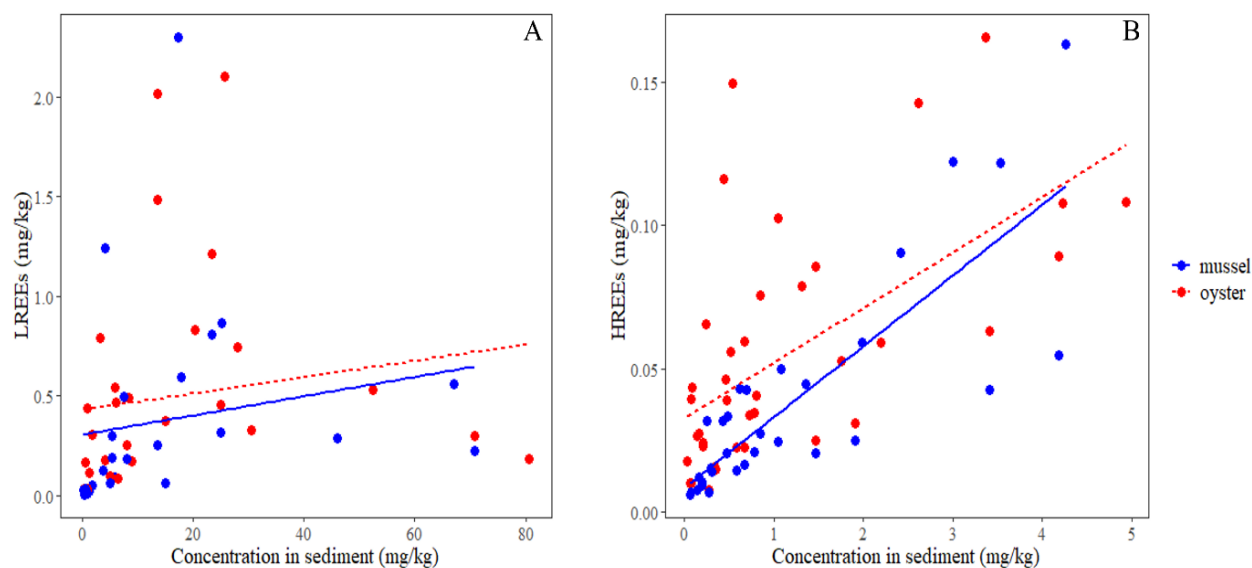 A
2.0
1.5
1.0
0.5
0.0
LREEs (mg/kg)
0
20
40
60
80
Concentration in sediment (mg/kg)
B
0.15
0.10
0.05
0.00
HREEs (mg/kg)
0
1
2
3
4
5
Concentration in sediment (mg/kg)
mussel
oyster